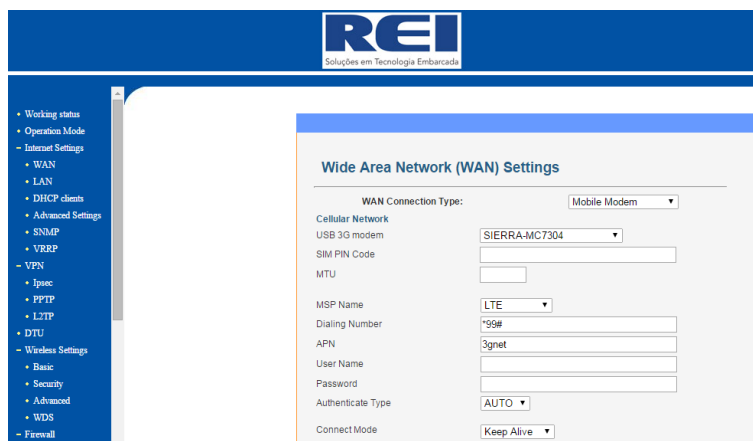 REI
Soluções em Tecnologia Embarcada
Working status
Operation Mode
Internet Settings
WAN
LAN
DHCP clients
Advanced Settings
SNMP
VRRP
VPN
Ipsec
PPTP
L2TP
DTU
Wireless Settings
Basic
Security
Advanced
WDS
Firewall
Wide Area Network (WAN) Settings
WAN Connection Type: Mobile Modem
Cellular Network
USB 3G modem SIERRA-MC7304
SIM PIN Code
MTU
MSP Name LTE
Dialing Number *99#
APN 3gnet
User Name
Password
Authenticate Type AUTO
Connect Mode Keep Alive